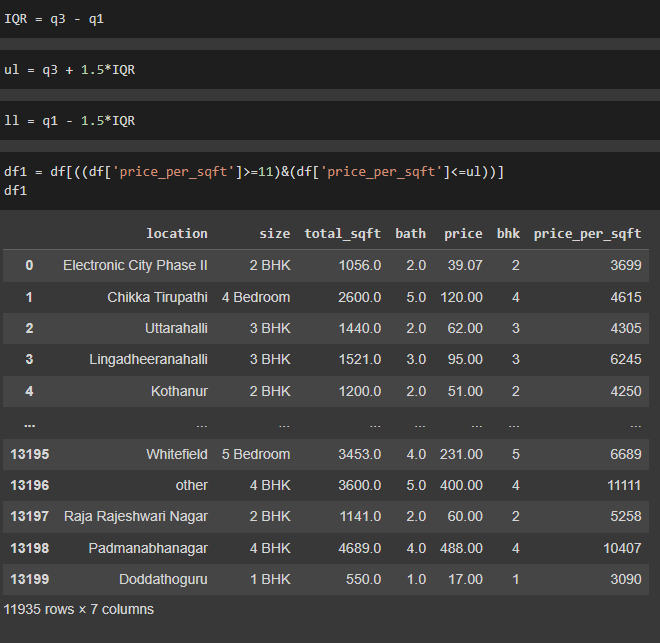 IQR = q3 - q1
ul = q3 + 1.5*IQR
ll = q1 - 1.5*IQR
df1 = df[((df['price_per_sqft']>=11)&(df['price_per_sqft']<=ul))]
df1
location size total_sqft bath price bhk price_per_sqft
0 Electronic City Phase II 2 BHK 1056.0 2.0 39.07 2 3699
1 Chikka Tirupathi 4 Bedroom 2600.0 5.0 120.00 4 4615
2 Uttarahalli 3 BHK 1440.0 2.0 62.00 3 4305
3 Lingadheeranahalli 3 BHK 1521.0 3.0 95.00 3 6245
4 Kothanur 2 BHK 1200.0 2.0 51.00 2 4250
... ... ... ... ... ... ... ...
13195 Whitefield 5 Bedroom 3453.0 4.0 231.00 5 6689
13196 other 4 BHK 3600.0 5.0 400.00 4 11111
13197 Raja Rajeshwari Nagar 2 BHK 1141.0 2.0 60.00 2 5258
13198 Padmanabhanagar 4 BHK 4689.0 4.0 488.00 4 10407
13199 Doddathoguru 1 BHK 550.0 1.0 17.00 1 3090
11935 rows × 7 columns